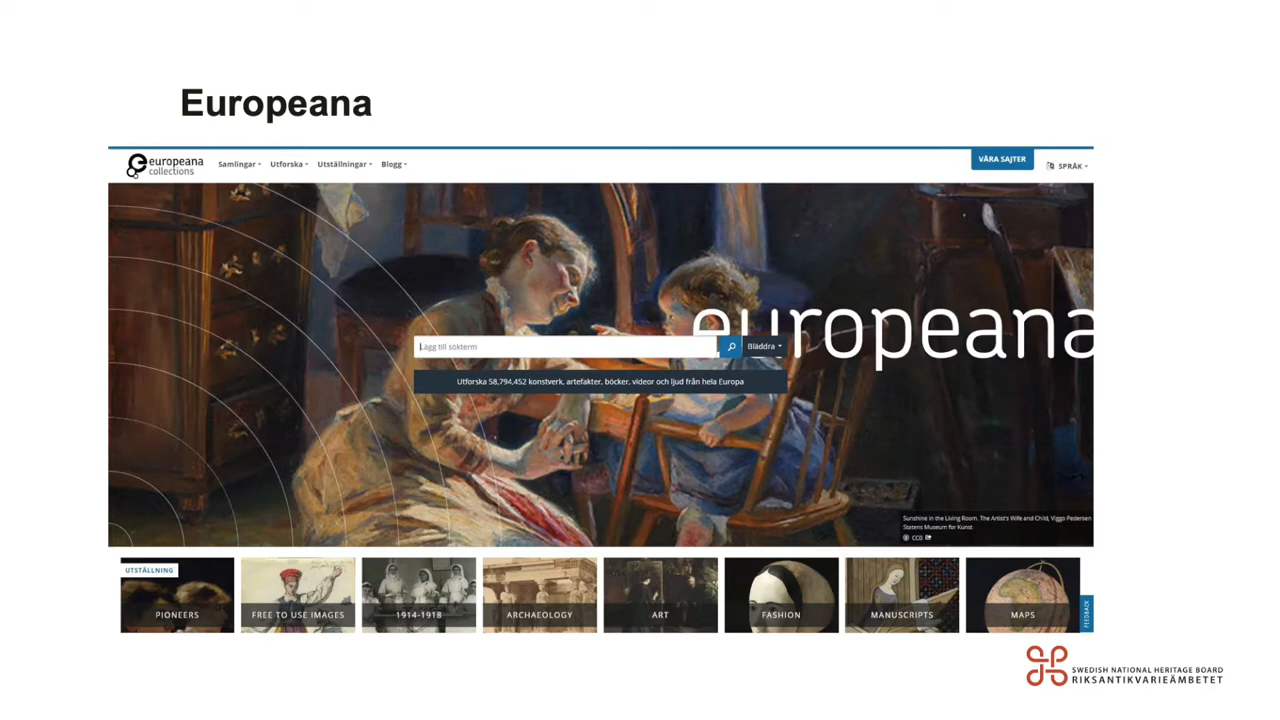 Europeana
europeana
collections
Samlingar
Utforska
Utställningar
Blogg
VÅRA SAJTER
SPRÅK
europeana
Lägg till sökterm
Bläddra
Utforska 58,794,452 konstverk, artefakter, böcker, videor och ljud från hela Europa
Sunshine in the Living Room. The Artist's Wife and Child, Viggo Pedersen
Statens Museum for Kunst
CC0
UTSTÄLLNING
PIONEERS
FREE TO USE IMAGES
1914-1918
ARCHAEOLOGY
ART
FASHION
MANUSCRIPTS
MAPS
FEEDBACK
SWEDISH NATIONAL HERITAGE BOARD
RIKSANTIKVARIEÄMBETET